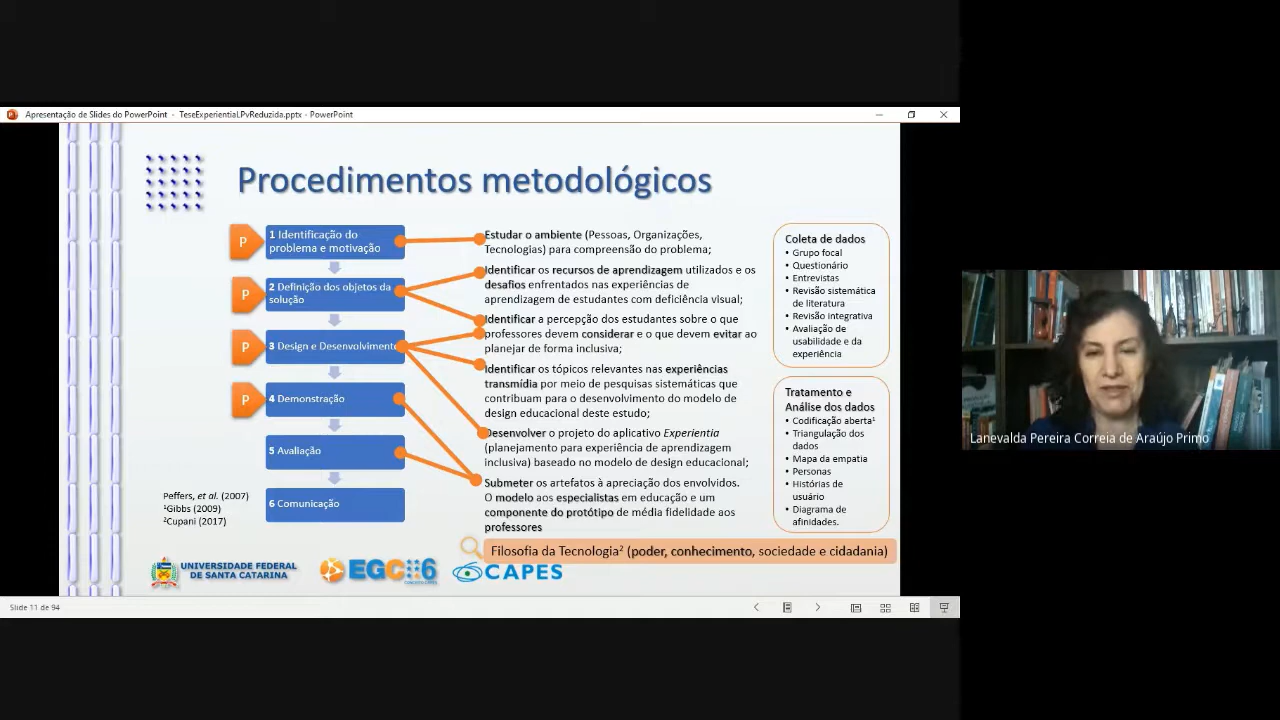 Apresentação de Slides do PowerPoint - TeseExperientiaLPvReduzida.pptx - PowerPoint
Procedimentos metodológicos
P
1 Identificação do
problema e motivação
P
2 Definição dos objetos da
solução
P
3 Design e Desenvolvimento
P
4 Demonstração
5 Avaliação
6 Comunicação
Peffers, et al. (2007)
¹Gibbs (2009)
²Cupani (2017)
Estudar o ambiente (Pessoas, Organizações,
Tecnologias) para compreensão do problema;
Identificar os recursos de aprendizagem utilizados e os
desafios enfrentados nas experiências de
aprendizagem de estudantes com deficiência visual;
Identificar a percepção dos estudantes sobre o que
professores devem considerar e o que devem evitar ao
planejar de forma inclusiva;
Identificar os tópicos relevantes nas experiências
transmídia por meio de pesquisas sistemáticas que
contribuam para o desenvolvimento do modelo de
design educacional deste estudo;
Desenvolver o projeto do aplicativo Experientia
(planejamento para experiência de aprendizagem
inclusiva) baseado no modelo de design educacional;
Submeter os artefatos à apreciação dos envolvidos.
O modelo aos especialistas em educação e um
componente do protótipo de média fidelidade aos
professores
Filosofia da Tecnologia² (poder, conhecimento, sociedade e cidadania)
Coleta de dados
• Grupo focal
• Questionário
• Entrevistas
• Revisão sistemática
de literatura
• Revisão integrativa
• Avaliação de
usabilidade e da
experiência
Tratamento e
Análise dos dados
• Codificação aberta¹
• Triangulação dos
dados
• Mapa da empatia
• Personas
• Histórias de
usuário
• Diagrama de
afinidades.
UNIVERSIDADE FEDERAL
DE SANTA CATARINA
EGC 6
CAPES
Slide 11 de 94
Lanevalda Pereira Correia de Araújo Primo